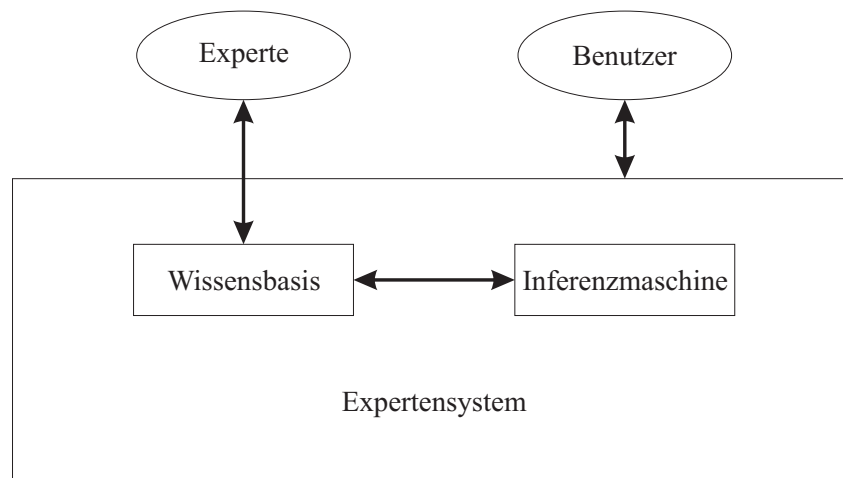 Experte
Benutzer
Wissensbasis
Inferenzmaschine
Expertensystem